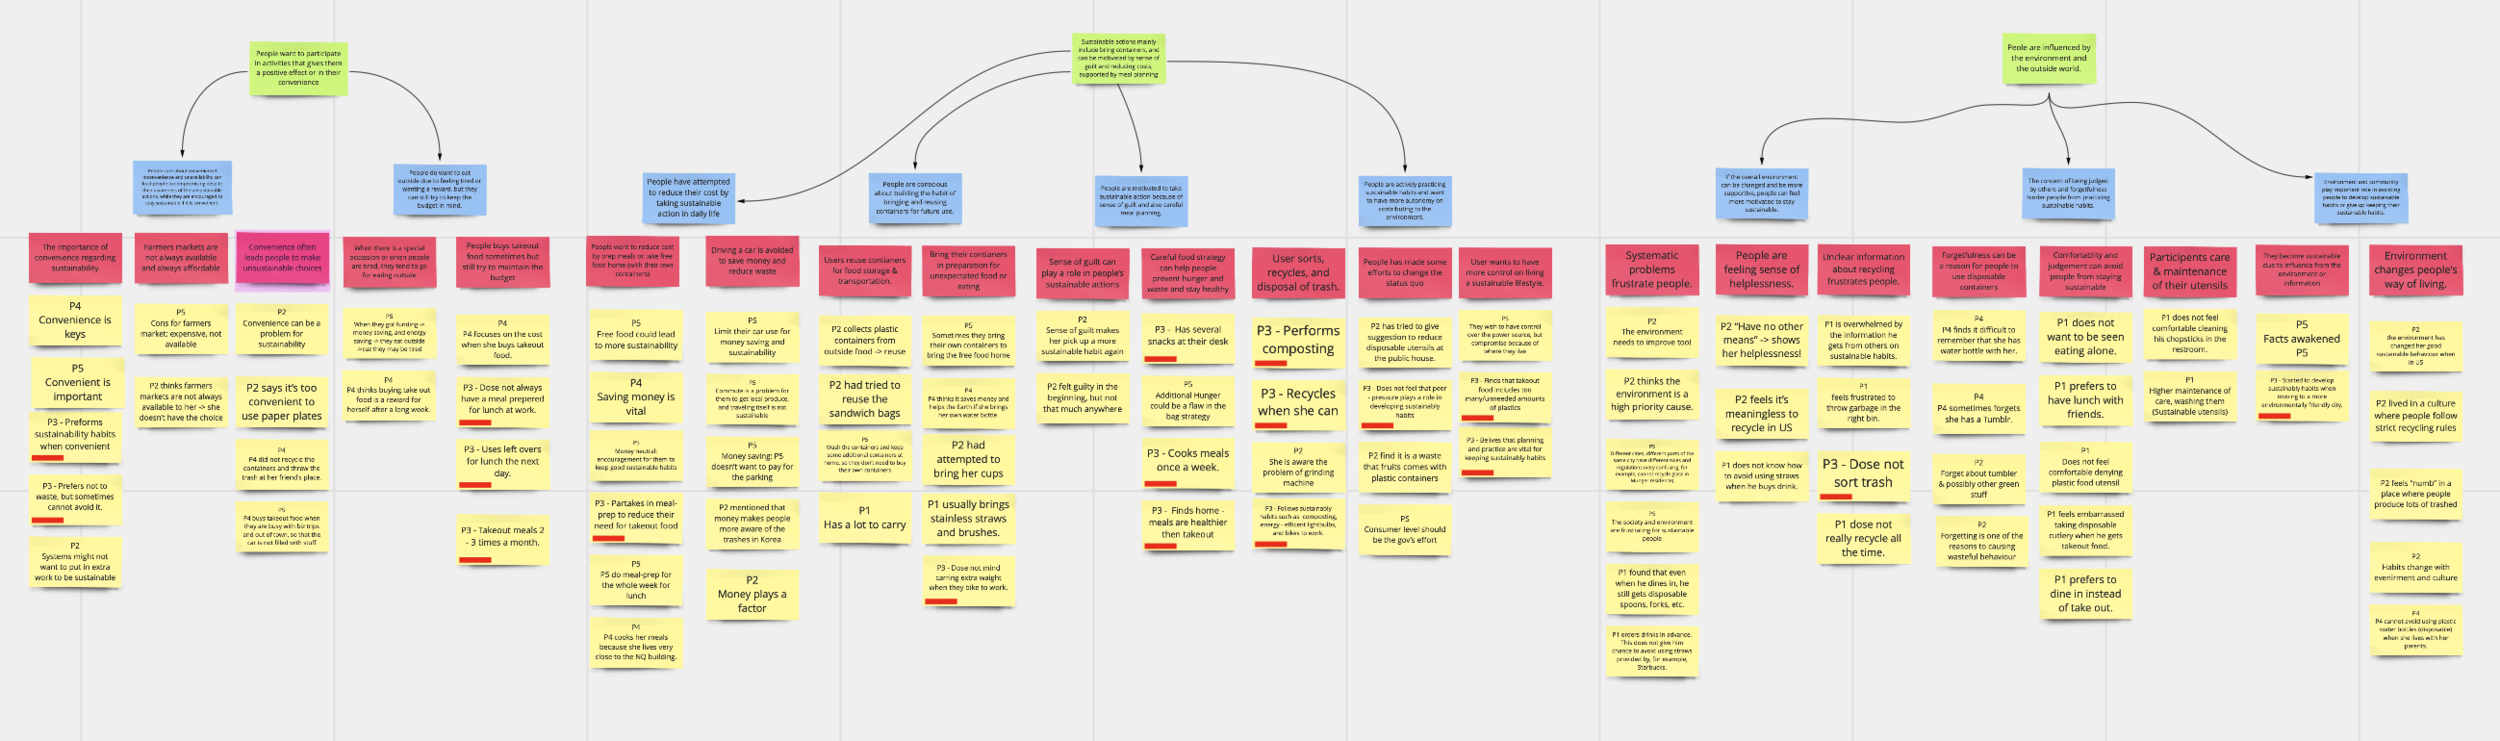 People want to participate
in activities that gives them
a positive effect or in their
convenience
Sustainable actions mainly
include bring containers, and
can be motivated by sense of
guilt and reducing costs,
supported by meal planning
Peole are influenced by
the environment and
the outside world.
People care about convenience!
Inconvenience and unavailability can
lead people to compromising despite
their awareness of the unsustainable
actions, while they are encouraged to
stay sustainable if it is convenient.
People do want to eat
outside due to feeling tired or
wanting a reward, but they
can still try to keep the
budget in mind.
People have attempted
to reduce their cost by
taking sustainable
action in daily life
People are conscious
about building the habit of
bringing and reusing
containers for future use.
People are motivated to take
sustainable action because of
sense of guilt and also careful
meal planning.
People are actively practicing
sustainable habits and want
to have more autonomy on
contributing to the
environment.
If the overall environment
can be changed and be more
supportive, people can feel
more motivated to stay
sustainable.
The concern of being judged
by others and forgetfulness
hinder people from practicing
sustainable habits.
Environment and community
play important role in assisting
people to develop sustainable
habits or give up keeping their
sustainable habits.
The importance of
convenience regarding
sustainability
P4
Convenience is
keys
P5
Convenient is
important
P3 - Preforms
sustainability habits
when convenient
P3 - Prefers not to
waste, but sometimes
cannot avoid it.
P2
Systems might not
want to put in extra
work to be sustainable
Farmers markets are
not always available
and always affordable
P5
Cons for farmers
market: expensive, not
available
P2 thinks farmers
markets are not always
available to her -> she
doesn't have the choice
Convenience often
leads people to make
unsustainable choices
P2
Convenience can be a
problem for
sustainability
P2 says it's too
convenient to
use paper plates
P4
P4 did not recycle the
containers and threw the
trash at her friend's place.
P5
P4 buys takeout food when
they are busy with biz trips
and out of town, so that the
car is not filled with stuff
When there is a special
occassion or when people
are tired, they tend to go
for eating outside
P5
When they got funding ->
money saving, and energy
saving -> they eat outside
->cuz they may be tired
P4
P4 thinks buying take out
food is a reward for
herself after a long week.
People buys takeout
food sometimes but
still try to maintain the
budget
P4
P4 focuses on the cost
when she buys takeout
food.
P3 - Dose not always
have a meal prepered
for lunch at work.
P3 - Uses left overs
for lunch the next
day.
P3 - Takeout meals 2
- 3 times a month.
People want to reduce cost
by prep meals or take free
food home (with their own
containers)
P5
Free food could lead
to more sustainability
P4
Saving money is
vital
P5
Money neutral:
encouragement for them to
keep good sustainable habits
P3 - Partakes in meal-
prep to reduce their
need for takeout food
P5
P5 do meal-prep for
the whole week for
lunch
P4
P4 cooks her meals
because she lives very
close to the NQ building.
Driving a car is avoided
to save money and
reduce waste
P5
Limit their car use for
money saving and
sustainability
P5
Commute is a problem for
them to get local produce,
and traveling itself is not
sustainable
P5
Money saving: P5
doesn't want to pay for
the parking
P2 mentioned that
money makes people
more aware of the
trashes in Korea
P2
Money plays a
factor
Users reuse contianers
for food storage &
transportation.
P2 collects plastic
containers from
outside food -> reuse
P2 had tried to
reuse the
sandwich bags
P5
Wash the containers and keep
some additional containers at
home, so they don't need to buy
their own containers
P1
Has a lot to carry
Bring their containers
in preparation for
unexpected food or
eating
P5
Sometimes they bring
their own containers to
bring the free food home
P4
P4 thinks it saves money and
helps the Earth if she brings
her own water bottle.
P2 had
attempted to
bring her cups
P1 usually brings
stainless straws
and brushes.
P3 - Dose not mind
carring extra weight
when they bike to work.
Sense of guilt can
play a role in people's
sustainable actions
P2
Sense of guilt makes
her pick up a more
sustainable habit again
P2 felt guilty in the
beginning, but not
that much anywhere
Careful food strategy
can help people
prevent hunger and
waste and stay healthy
P3 - Has several
snacks at their desk
P5
Additional Hunger
could be a flaw in the
bag strategy
P3 - Cooks meals
once a week.
P3 - Finds home -
meals are healthier
then takeout
User sorts,
recycles, and
disposal of trash.
P3 - Performs
composting
P3 - Recycles
when she can
P2
She is aware the
problem of grinding
machine
P3 - Follows sustainably
habits such as composting,
energy - efficent lightbulbs,
and bikes to work.
People has made some
efforts to change the
status quo
P2 has tried to give
suggestion to reduce
disposable utensils at
the public house.
P3 - Does not feel that peer
- pressure plays a role in
developing sustainably
habits
P2 find it is a waste
that fruits comes with
plastic containers
P5
Consumer level should
be the gov's effort
User wants to have
more control on living
a sustainable lifestyle.
P5
They wish to have control
over the power source, but
compromise because of
where they live
P3 - Finds that takeout
food includes too
many/unneeded amounts
of plastics
P3 - Belives that planning
and practice are vital for
keeping sustainably habits
Systematic
problems
frustrate people.
P2
The environment
needs to improve tool
P2 thinks the
environment is a
high priority cause.
P5
Different cities, different parts of the
same city have different rules and
regulations very confusing, for
example, cannot recycle glass in
Munger residence)
P5
The society and environment
are frustrating for sustainable
people
P1 found that even
when he dines in, he
still gets disposable
spoons, forks, etc.
P1 orders drinks in advance.
This does not give him
chance to avoid using straws
provided by, for example,
Starbucks.
People are
feeling sense of
helplessness.
P2 “Have no other
means” -> shows
her helplessness!
P2 feels it's
meaningless to
recycle in US
P1 does not know how
to avoid using straws
when he buys drink.
Unclear information
about recycling
frustrates people.
P1 is overwhelmed by
the information he
gets from others on
sustainable habits.
P1
feels frustrated to
throw garbage in the
right bin.
P3 - Dose not
sort trash
P1 dose not
really recycle all
the time.
Forgetfulness can be
a reason for people to
use disposable
containers
P4
P4 finds it difficult to
remember that she has
water bottle with her.
P4
P4 sometimes forgets
she has a Tumblr.
P2
Forget about tumbler
& possibly other green
stuff
P2
Forgetting is one of the
reasons to causing
wasteful behaviour
Comfortablity and
judgement can avoid
people from staying
sustainable
P1 does not
want to be seen
eating alone.
P1 prefers to
have lunch with
friends.
P1
Does not feel
comfortable denying
plastic food utensil
P1 feels embarrassed
taking disposable
cutlery when he gets
takeout food.
P1 prefers to
dine in instead
of take out.
Participants care
& maintenance
of their utensils
P1 does not feel
comfortable cleaning
his chopsticks in the
restroom.
P1
Higher maintenance of
care, washing them
(Sustainable utensils)
They become sustainable
due to influence from the
environment or
information
P5
Facts awakened
P5
P3 - Started to develop
sustainably habits when
moving to a more
environmentally friendly city.
Environment
changes people's
way of living.
P2
the environment has
changed her good
sustainable behaviour when
in US
P2 lived in a culture
where people follow
strict recycling rules
P2 feels “numb” in a
place where people
produce lots of trashed
P2
Habits change with
evenirment and culture
P4
P4 cannot avoid using plastic
water bottles (disposable)
when she lives with her
parents